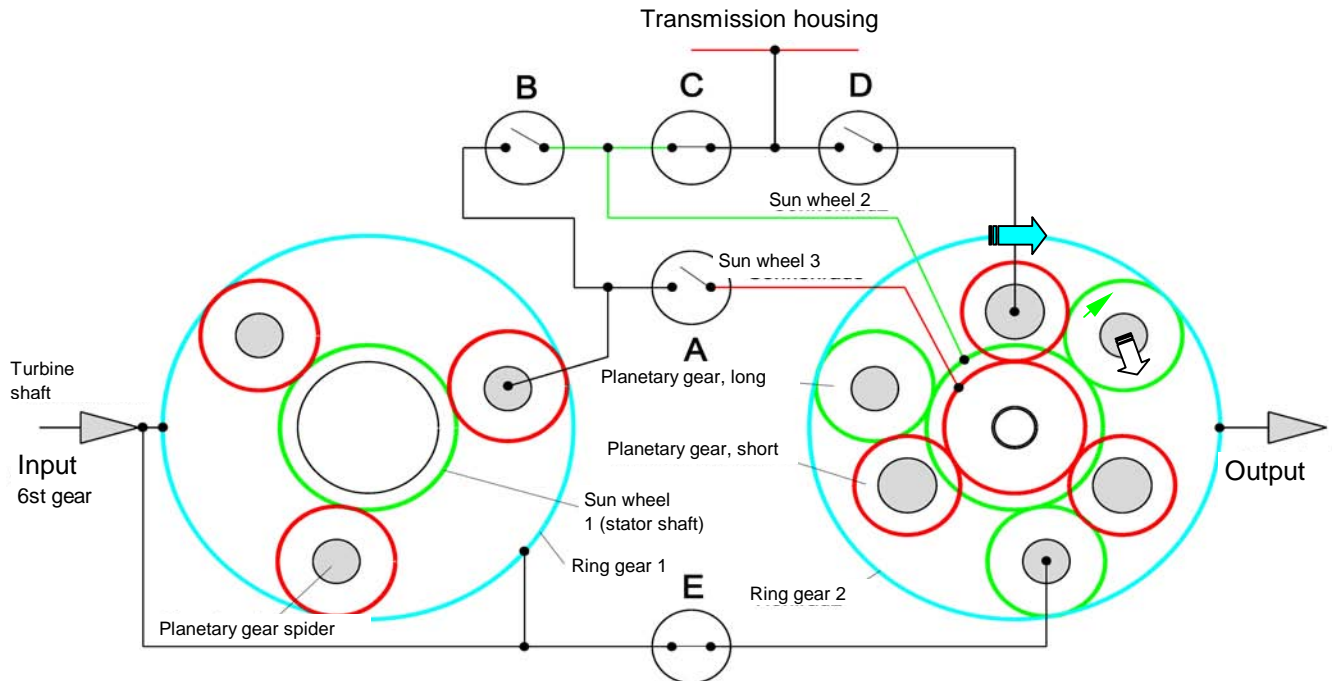 Transmission housing
B
C
D
Sun wheel 2
Sun wheel 3
A
Turbine
shaft
Input
6st gear
Planetary gear, long
Planetary gear, short
Output
Sun wheel
1 (stator shaft)
Ring gear 1
Ring gear 2
E
Planetary gear spider